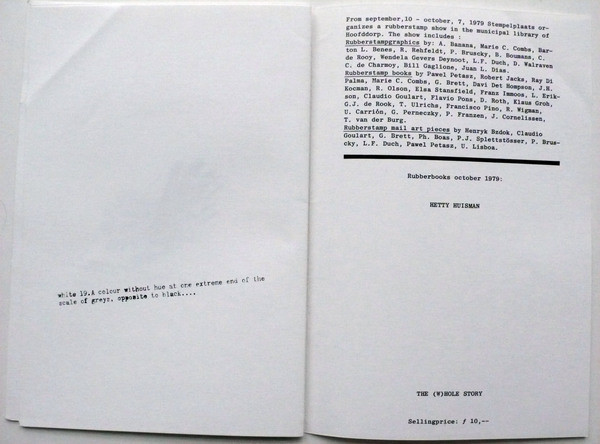 white 19.A colour without hue at one extreme end of the
scale of greys, opposite to black....
From september,10 - october, 7, 1979 Stempelplaats or-
ganizes a rubberstamp show in the municipal library of
Hoofddorp. The show includes :
Rubberstampgraphics by: A. Banana, Marie C. Combs, Bar-
ton L. Benes, R. Rehfeldt, P. Bruscky, B. Boumans, C.
de Rooy, Wendela Gevers Deynoot, L.F. Duch, D. Walraven
C. de Charmoy, Bill Gaglione, Juan L. Dias.
Rubberstamp books by Pawel Petasz, Robert Jacks, Ray Di
Palma, Marie C. Combs, G. Brett, Davi Det Hompson, J.H.
Kocman, R. Olson, Elsa Stansfield, Franz Immoos, L. Erik-
son, Claudio Goulart, Flavio Pons, D. Roth, Klaus Groh,
G.J. de Rook, T. Ulrichs, Francisco Pino, R. Wigman,
U. Carrión, G. Perneczky, P. Franzen, J. Cornelissen,
T. van der Burg.
Rubberstamp mail art pieces by Henryk Bzdok, Claudio
Goulart, G. Brett, Ph. Boas, P.J. Splettstösser, P. Brus-
cky, L.F. Duch, Pawel Petasz, U. Lisboa.
Rubberbooks october 1979:
HETTY HUISMAN
THE (W)HOLE STORY
Sellingprice: ƒ 10,--